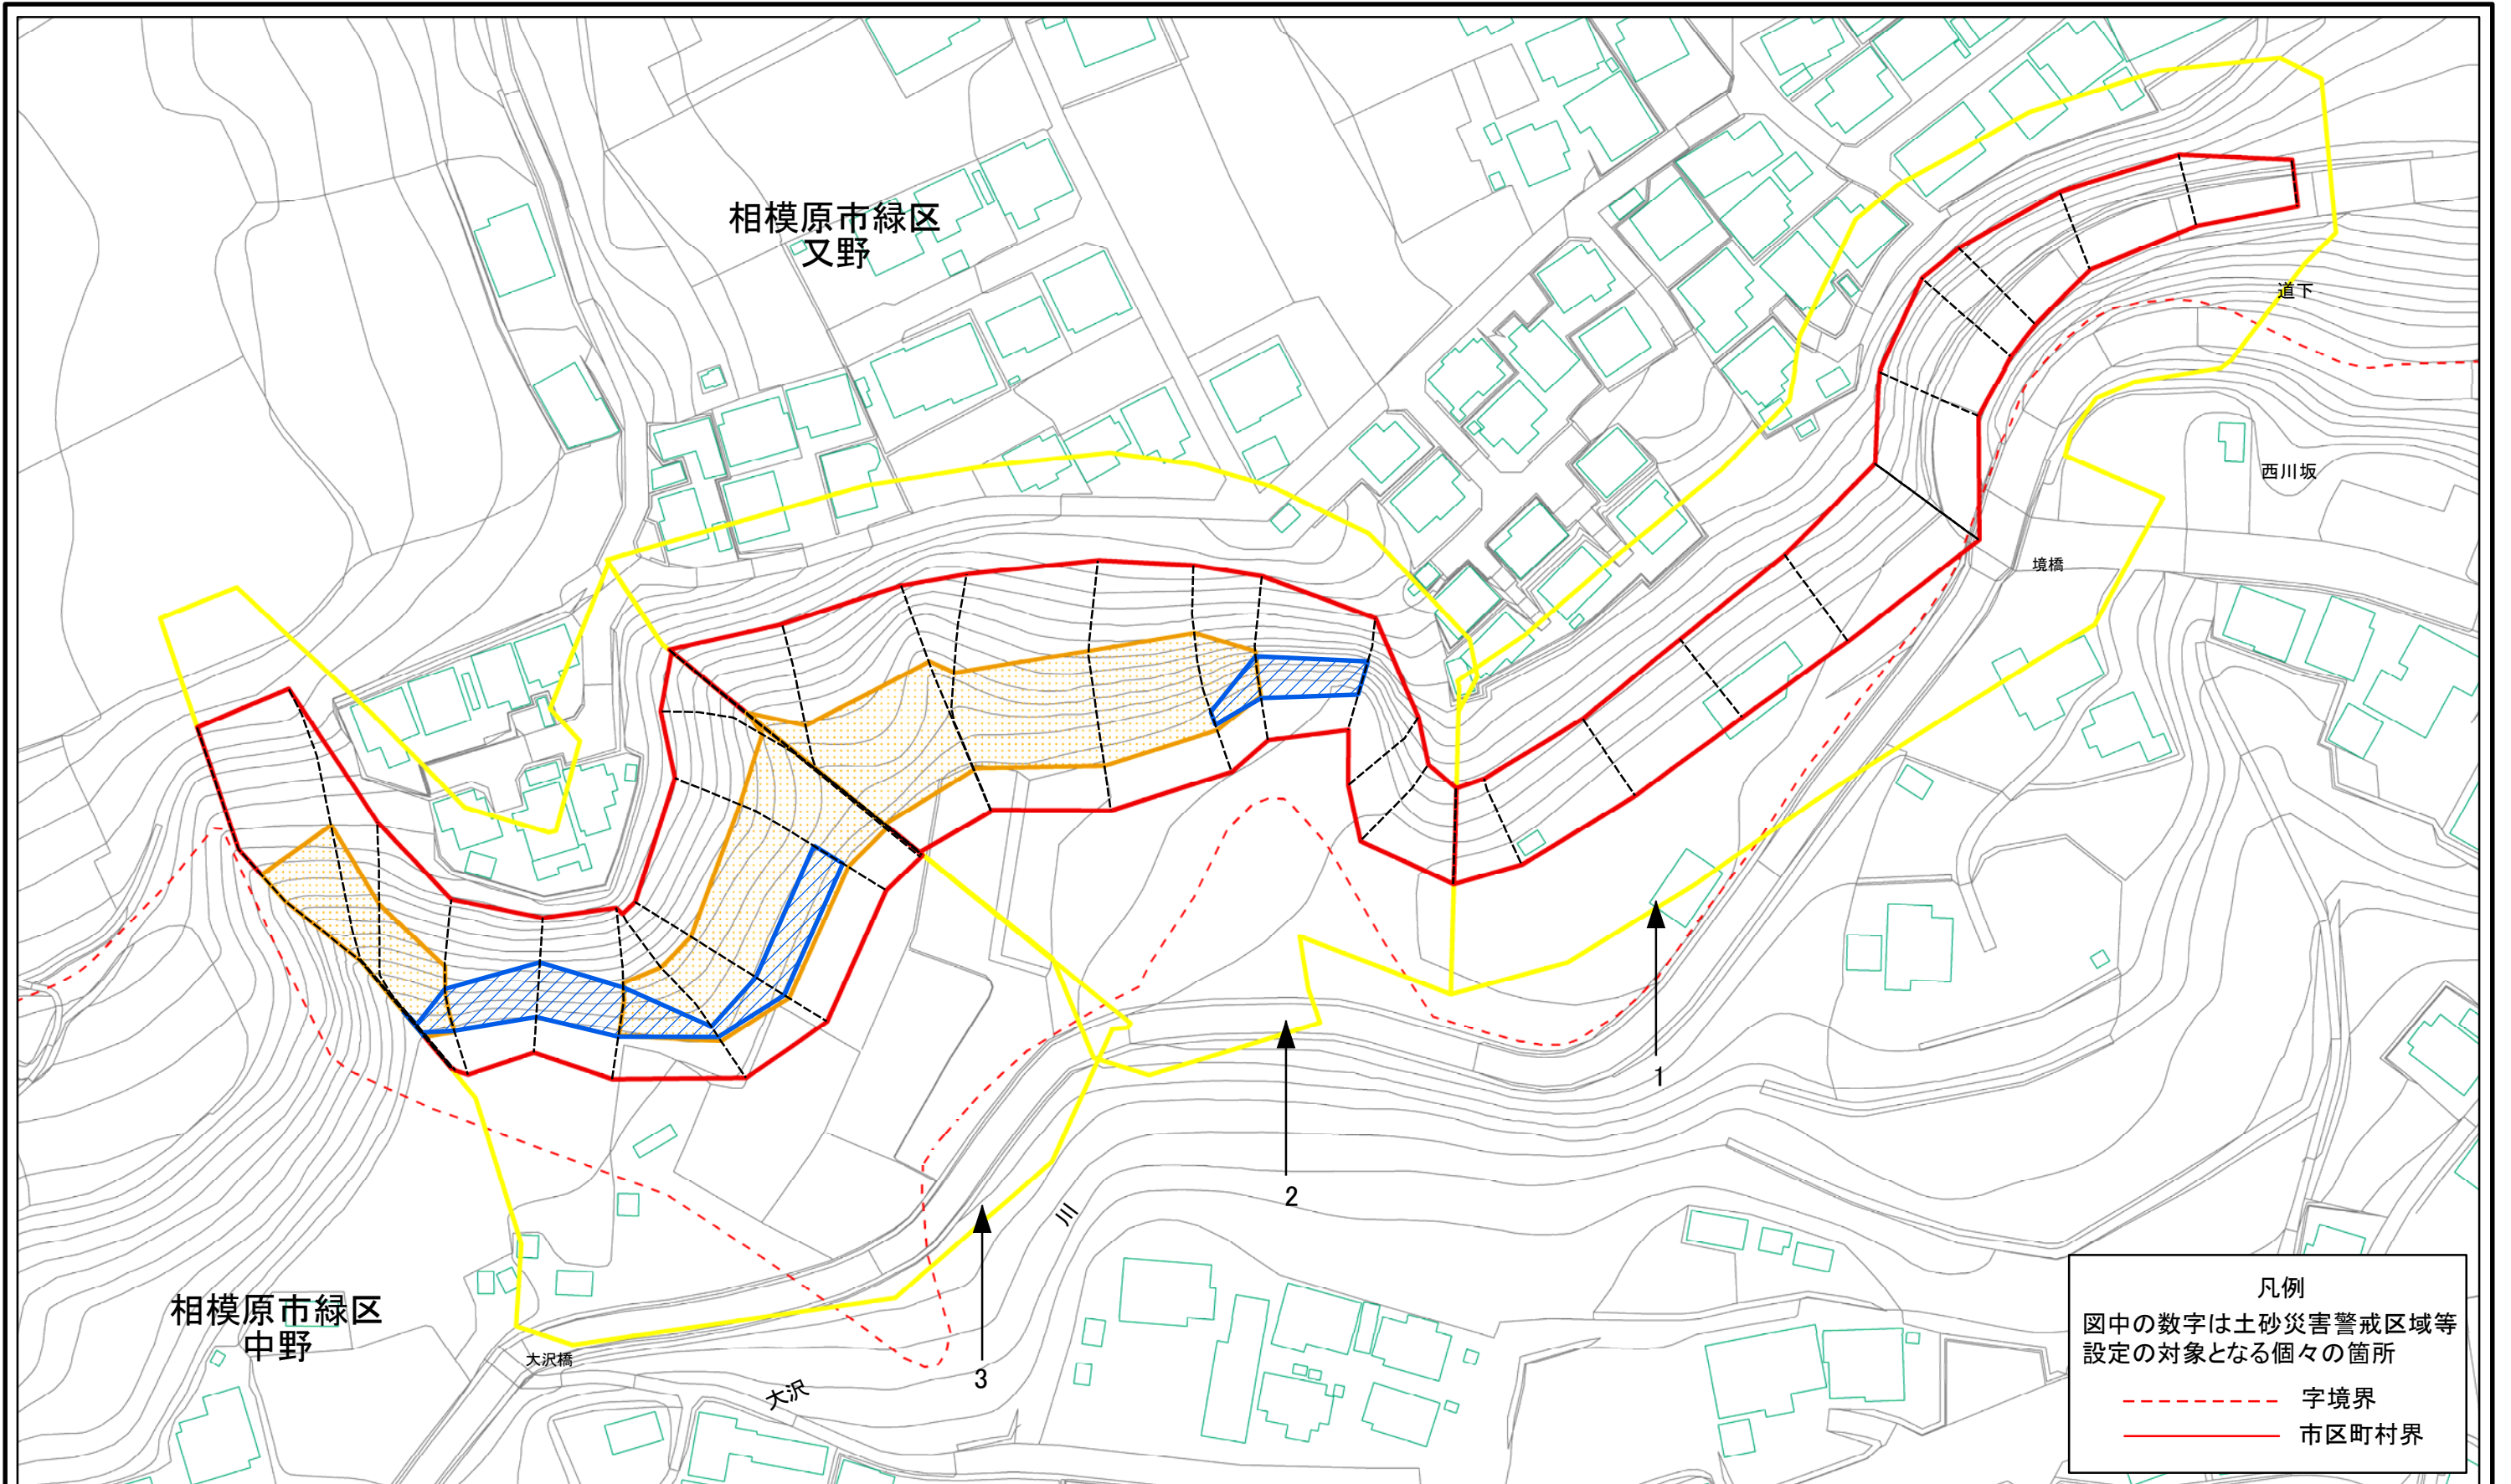 相模原市緑区
又野
道下
西川坂
境橋
1
2
川
3
相模原市緑区
中野
大沢橋
大沢
凡例
図中の数字は土砂災害警戒区域等
設定の対象となる個々の箇所
字境界
市区町村界